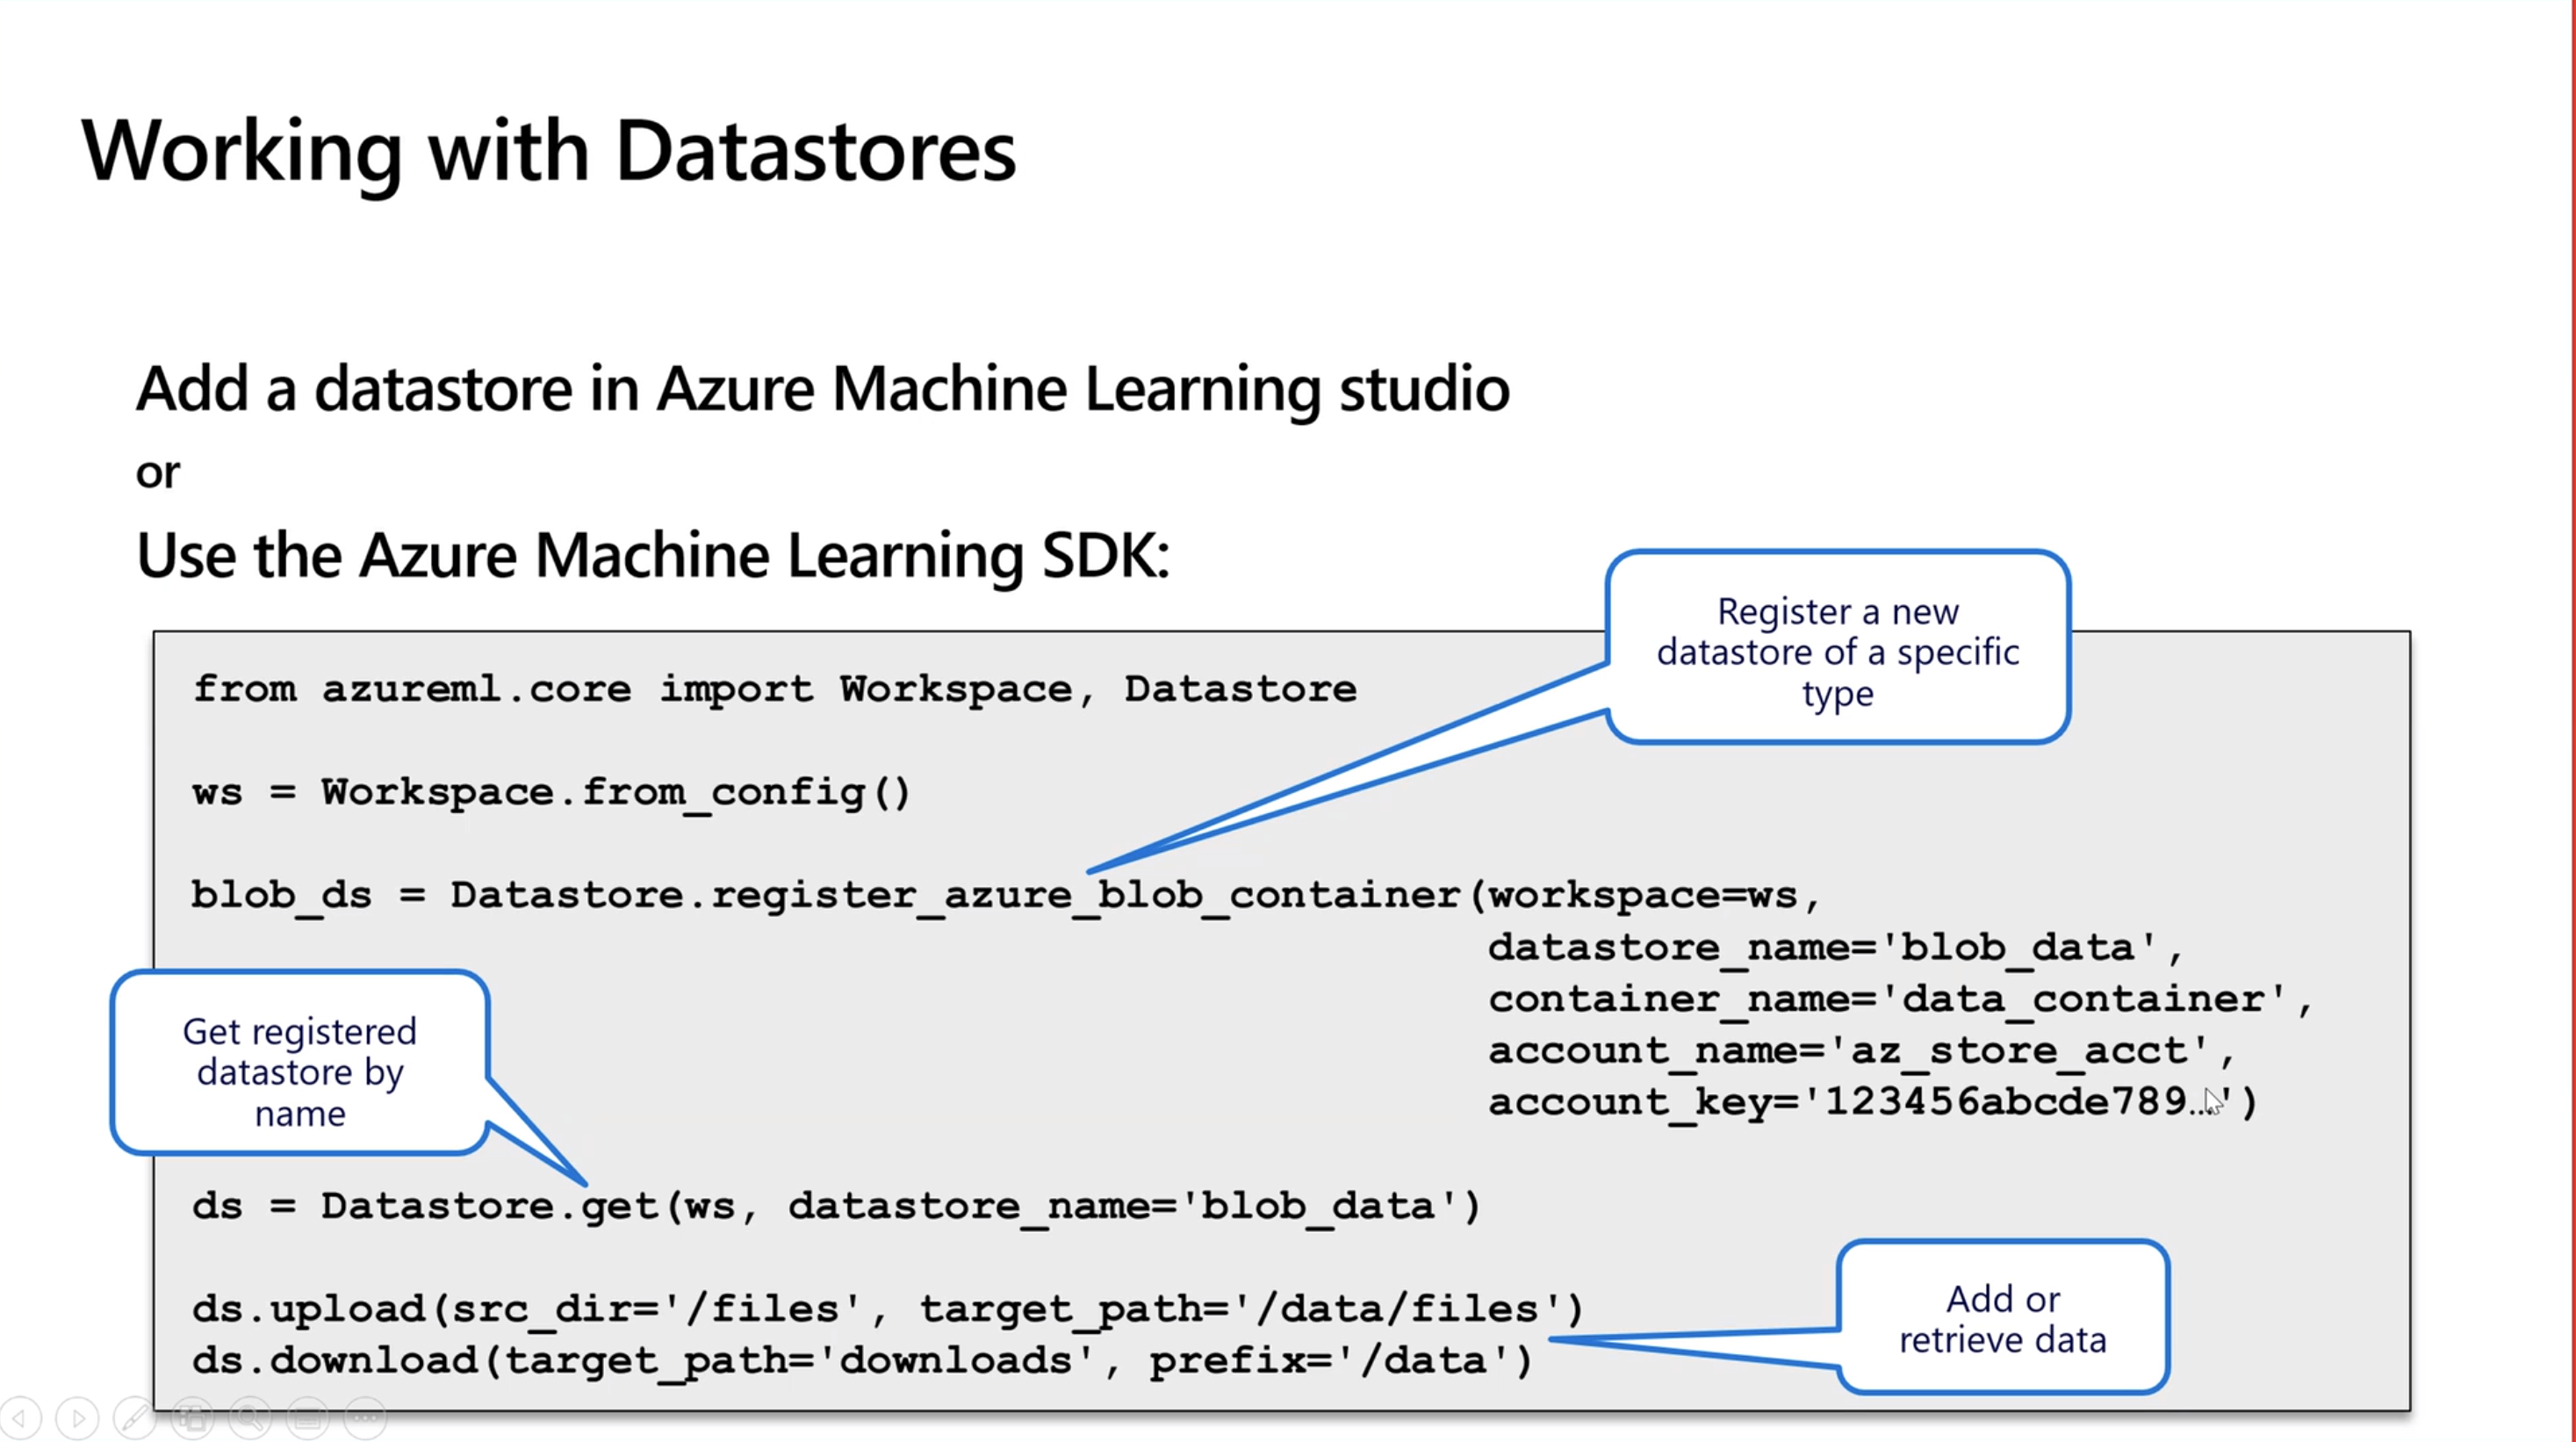 Working with Datastores
Add a datastore in Azure Machine Learning studio
or
Use the Azure Machine Learning SDK:
Register a new
datastore of a specific
type
from azureml.core import Workspace, Datastore
ws = Workspace.from_config()
blob_ds = Datastore.register_azure_blob_container(workspace=ws,
datastore_name='blob_data',
container_name='data_container',
account_name='az_store_acct',
account_key='123456abcde789…')
Get registered
datastore by
name
ds = Datastore.get(ws, datastore_name='blob_data')
ds.upload(src_dir='/files', target_path='/data/files')
ds.download(target_path='downloads', prefix='/data')
Add or
retrieve data